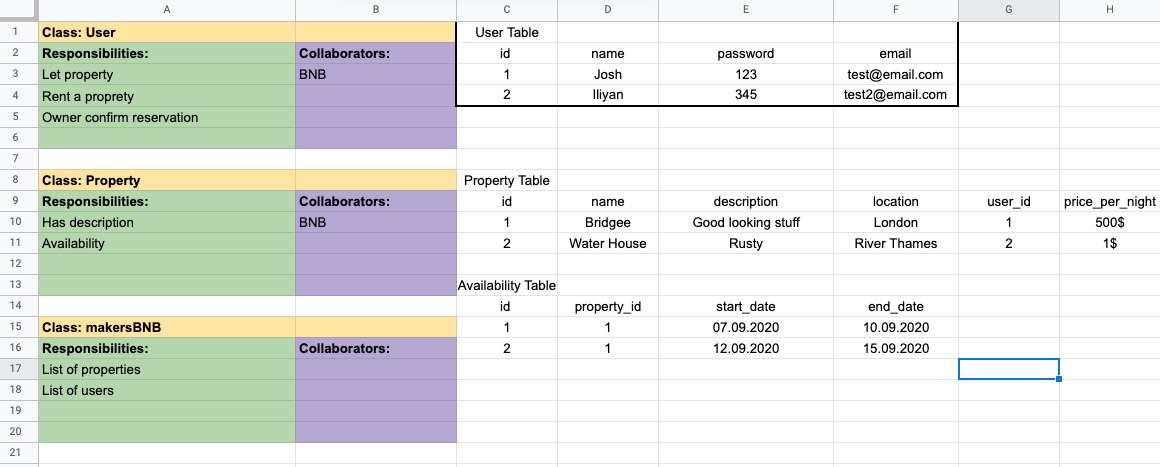 A B C D E F G H
1 Class: User User Table
2 Responsibilities: Collaborators: id name password email
3 Let property BNB 1 Josh 123 test@email.com
4 Rent a proprety 2 Iliyan 345 test2@email.com
5 Owner confirm reservation
6
7
8 Class: Property Property Table
9 Responsibilities: Collaborators: id name description location user_id price_per_night
10 Has description BNB 1 Bridgee Good looking stuff London 1 500$
11 Availability 2 Water House Rusty River Thames 2 1$
12
13 Availability Table
14 id property_id start_date end_date
15 Class: makersBNB 1 1 07.09.2020 10.09.2020
16 Responsibilities: Collaborators: 2 1 12.09.2020 15.09.2020
17 List of properties
18 List of users
19
20
21